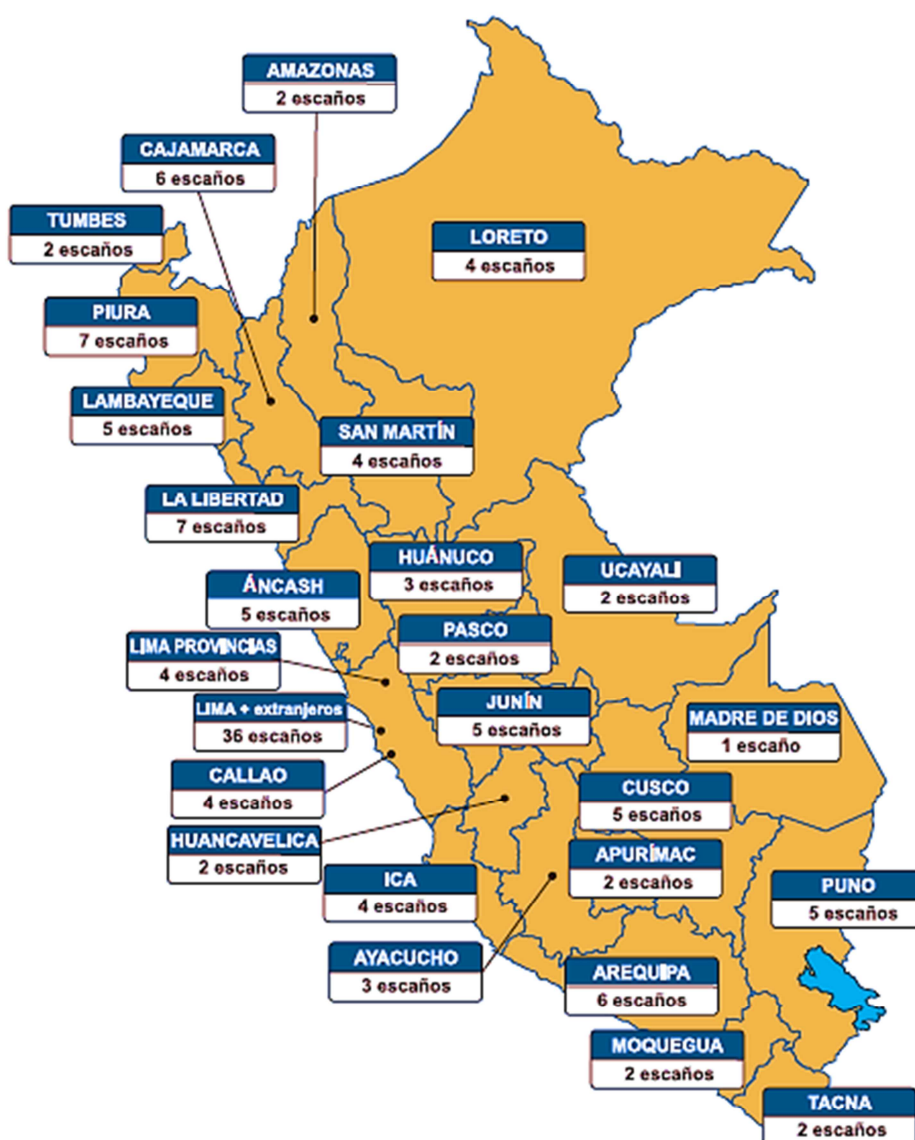 AMAZONAS
2 escaños
CAJAMARCA
6 escaños
TUMBES
2 escaños
LORETO
4 escaños
PIURA
7 escaños
LAMBAYEQUE
5 escaños
SAN MARTÍN
4 escaños
LA LIBERTAD
7 escaños
HUÁNUCO
3 escaños
UCAYALI
2 escaños
ÁNCASH
5 escaños
PASCO
2 escaños
LIMA PROVINCIAS
4 escaños
JUNÍN
5 escaños
LIMA + extranjeros
36 escaños
MADRE DE DIOS
1 escaño
CALLAO
4 escaños
CUSCO
5 escaños
HUANCAVELICA
2 escaños
APURÍMAC
2 escaños
ICA
4 escaños
PUNO
5 escaños
AYACUCHO
3 escaños
AREQUIPA
6 escaños
MOQUEGUA
2 escaños
TACNA
2 escaños